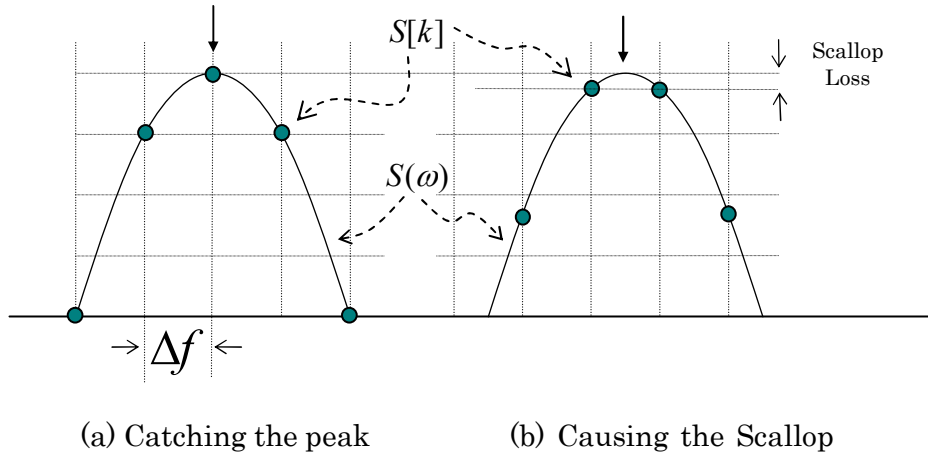 S[k]
Scallop
Loss
S(ω)
Δf
(a) Catching the peak
(b) Causing the Scallop